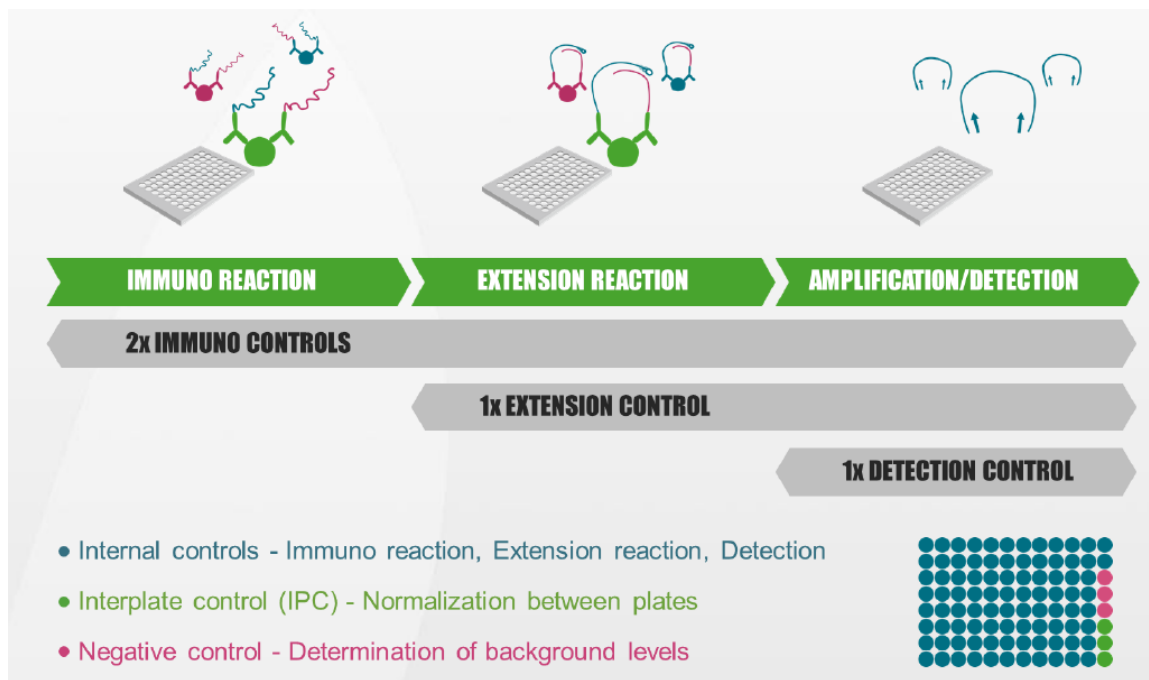 IMMUNO REACTION
EXTENSION REACTION
AMPLIFICATION/DETECTION
2x IMMUNO CONTROLS
1x EXTENSION CONTROL
1x DETECTION CONTROL
• Internal controls - Immuno reaction, Extension reaction, Detection
• Interplate control (IPC) - Normalization between plates
• Negative control - Determination of background levels